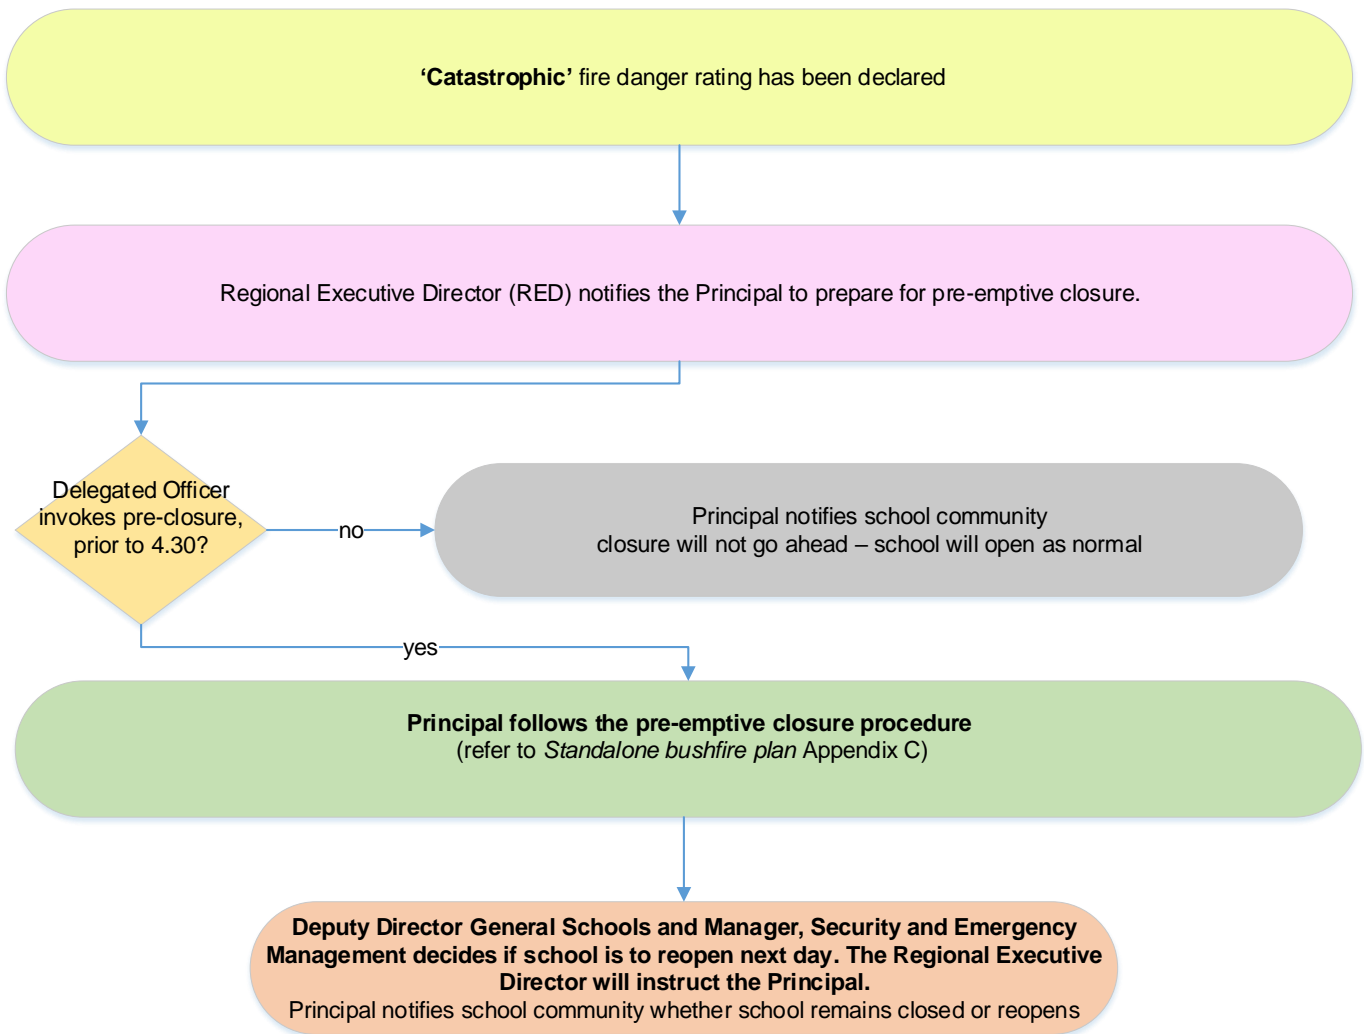 ‘Catastrophic’ fire danger rating has been declared
Regional Executive Director (RED) notifies the Principal to prepare for pre-emptive closure.
Delegated Officer
invokes pre-closure,
prior to 4.30?
no
Principal notifies school community
closure will not go ahead – school will open as normal
yes
Principal follows the pre-emptive closure procedure
(refer to Standalone bushfire plan Appendix C)
Deputy Director General Schools and Manager, Security and Emergency
Management decides if school is to reopen next day. The Regional Executive
Director will instruct the Principal.
Principal notifies school community whether school remains closed or reopens